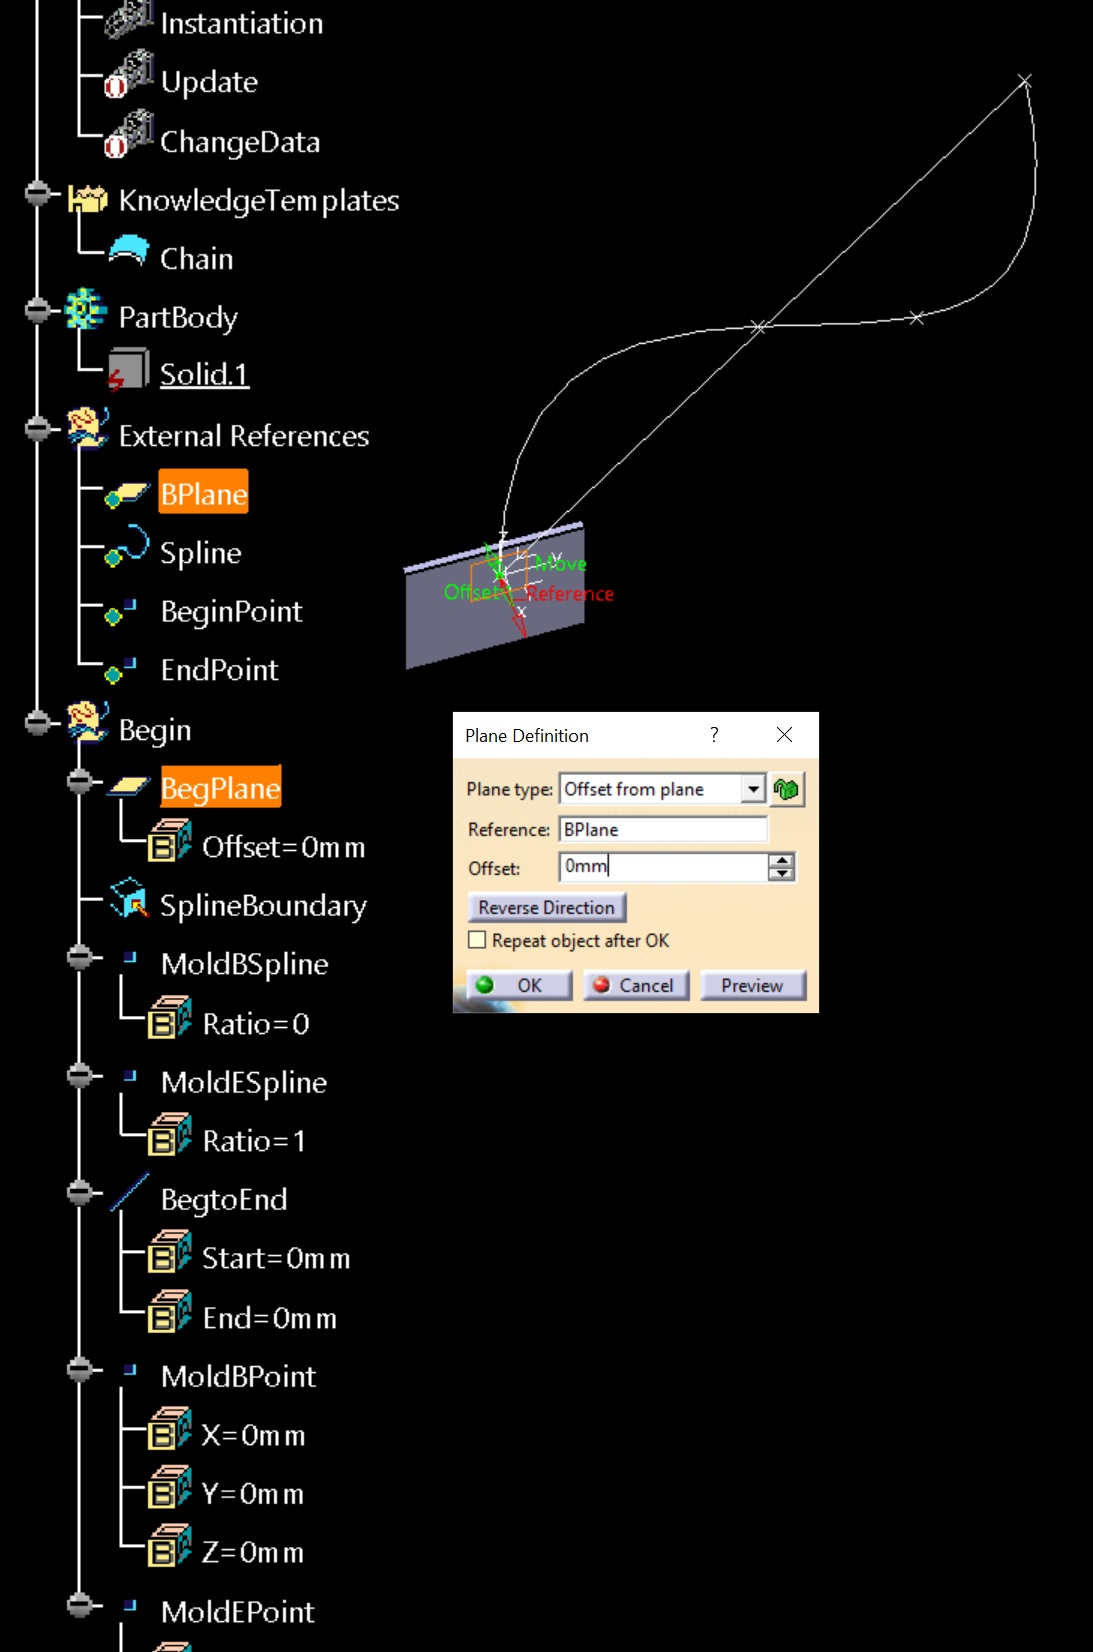 Instantiation
Update
ChangeData
KnowledgeTemplates
Chain
PartBody
Solid.1
External References
BPlane
Spline
BeginPoint
EndPoint
Begin
BegPlane
Offset=0mm
SplineBoundary
MoldBSpline
Ratio=0
MoldESpline
Ratio=1
BegtoEnd
Start=0mm
End=0mm
MoldBPoint
X=0mm
Y=0mm
Z=0mm
MoldEPoint
z
y
Move
Offset
Reference
x
Plane Definition ?
Plane type: Offset from plane
Reference: BPlane
Offset: 0mm
Reverse Direction
Repeat object after OK
OK Cancel Preview